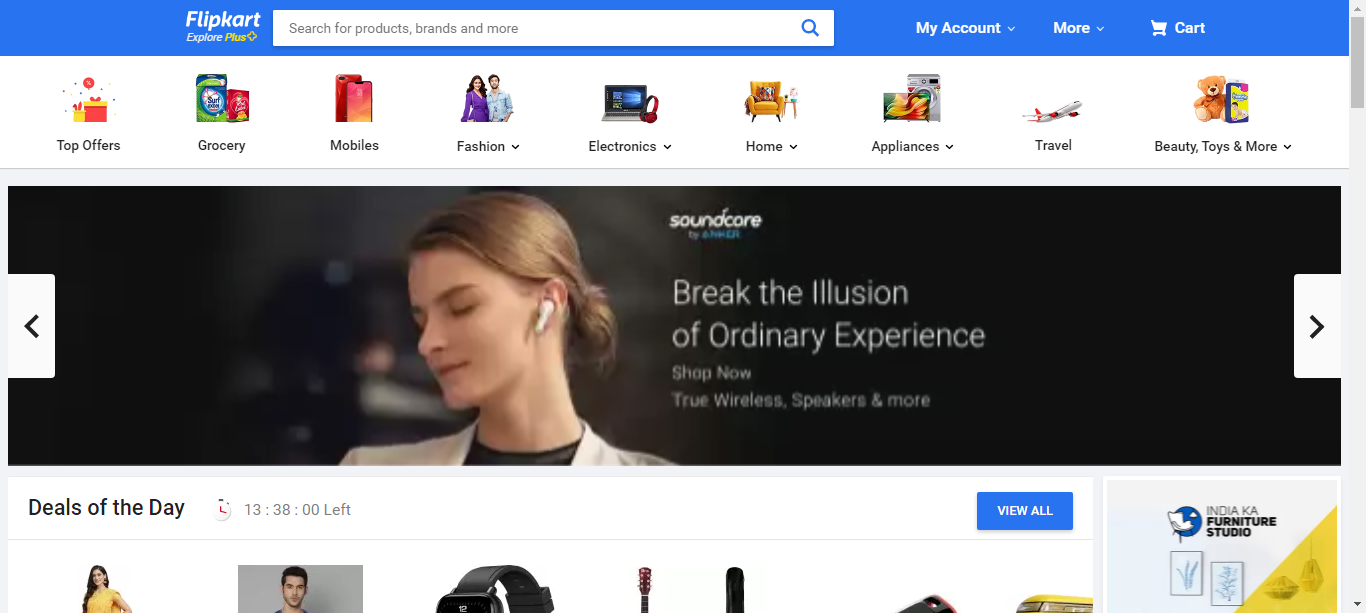 Flipkart
Explore Plus
Search for products, brands and more
My Account
More
Cart
Top Offers
Grocery
Mobiles
Fashion
Electronics
Home
Appliances
Travel
Beauty, Toys & More
soundcore
by ANKER
Break the Illusion
of Ordinary Experience
Shop Now
True Wireless, Speakers & more
Deals of the Day
13 : 38 : 00 Left
VIEW ALL
INDIA KA
FURNITURE
STUDIO